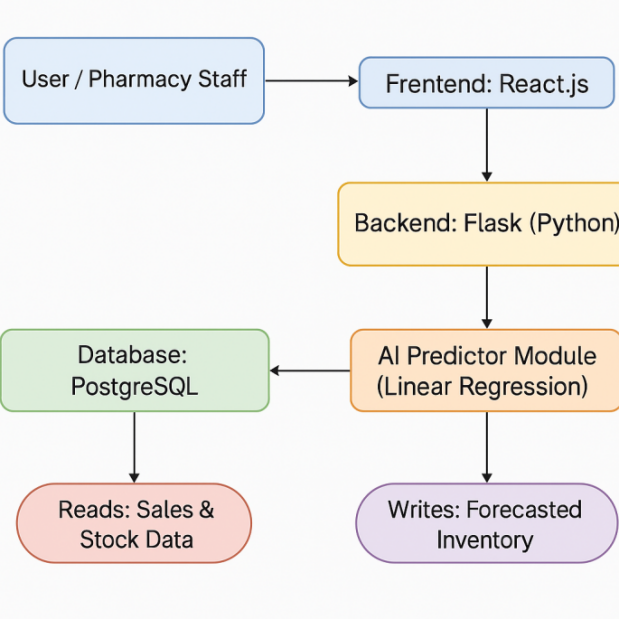 User / Pharmacy Staff
Frentend: React.js
Backend: Flask (Python)
Database:
PostgreSQL
AI Predictor Module
(Linear Regression)
Reads: Sales &
Stock Data
Writes: Forecasted
Inventory